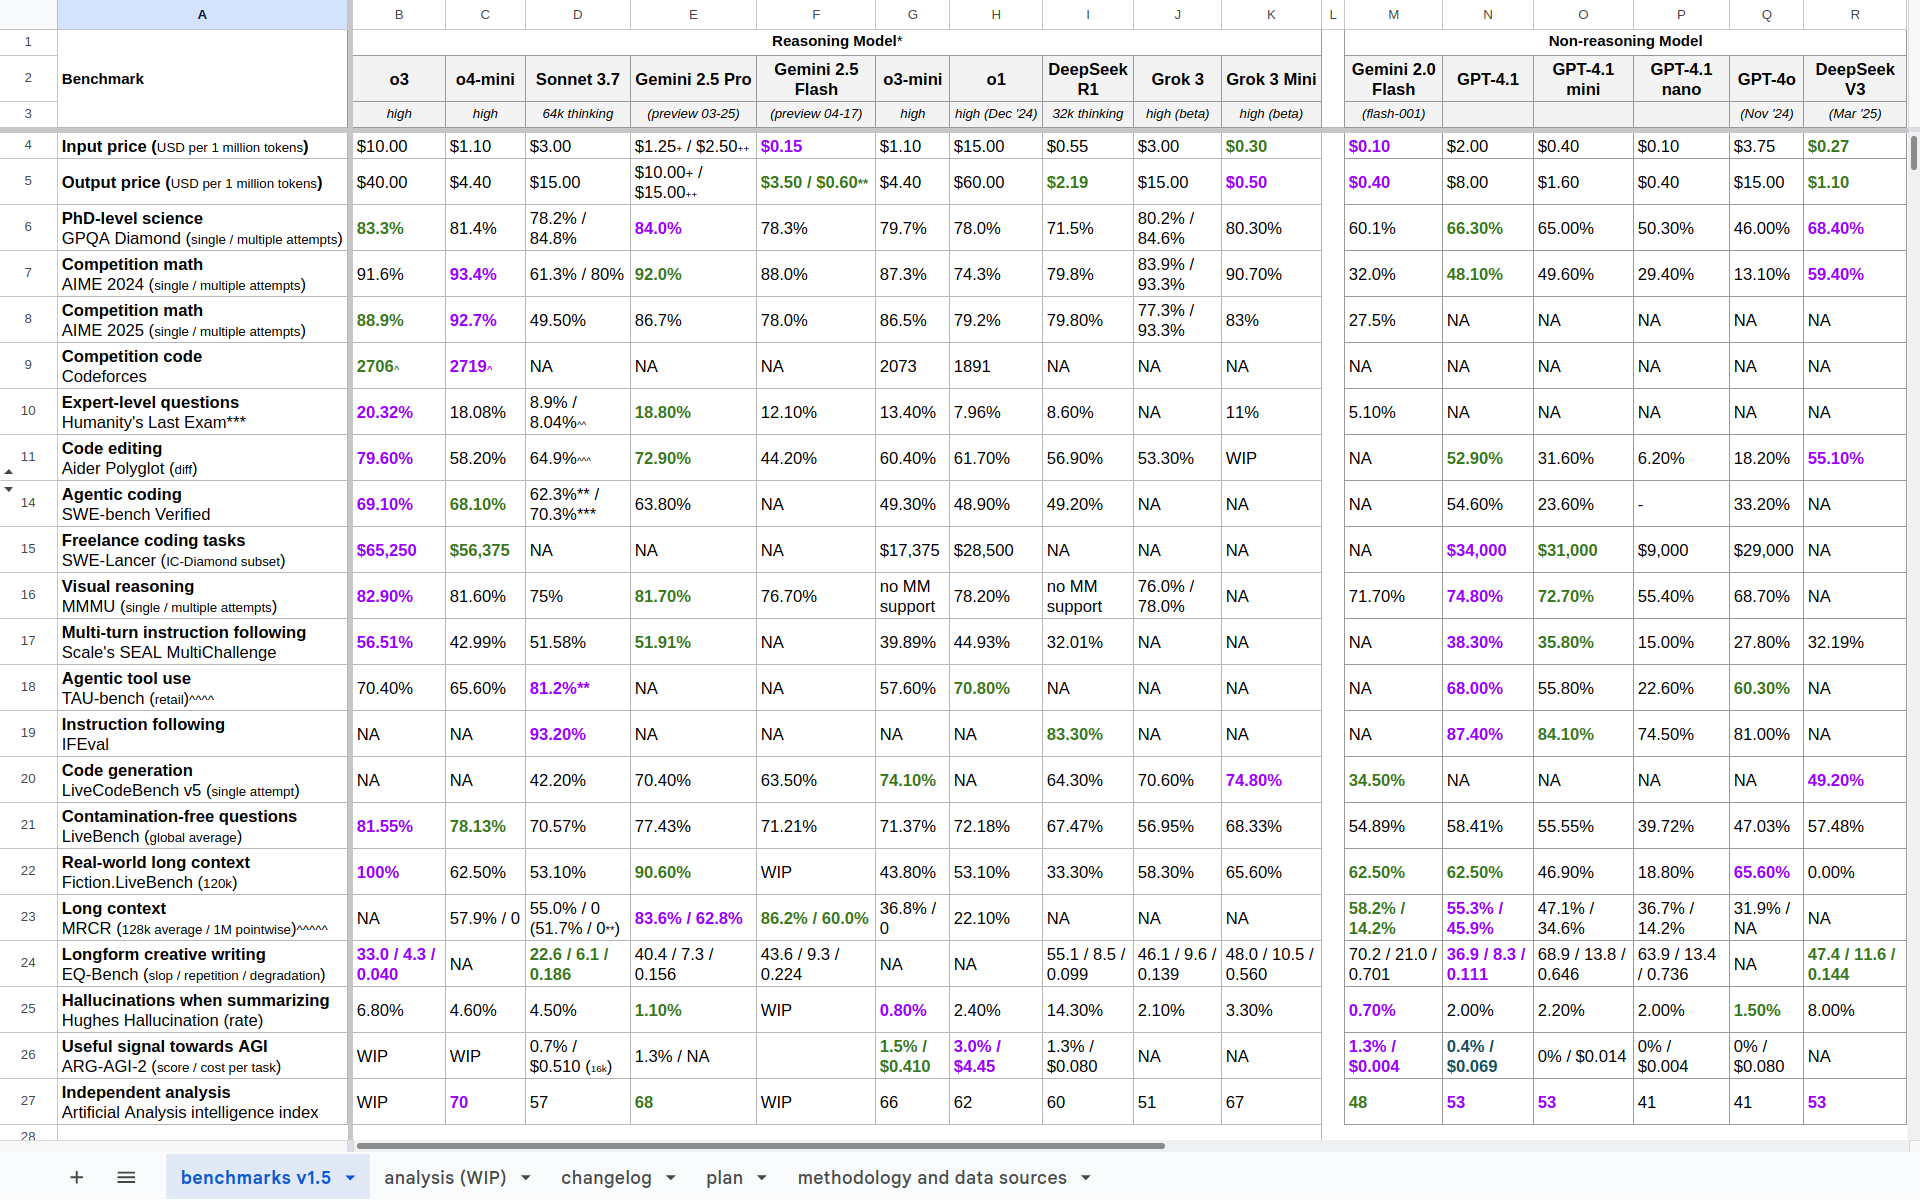 A B C D E F G H I J K L M N O P Q R
1 Reasoning Model* Non-reasoning Model
2 Benchmark o3 o4-mini Sonnet 3.7 Gemini 2.5 Pro Gemini 2.5 Flash o3-mini o1 DeepSeek R1 Grok 3 Grok 3 Mini Gemini 2.0 Flash GPT-4.1 GPT-4.1 mini GPT-4.1 nano GPT-4o DeepSeek V3
3 high high 64k thinking (preview 03-25) (preview 04-17) high high (Dec '24) 32k thinking high (beta) high (beta) (flash-001) (Nov '24) (Mar '25)
4 Input price (USD per 1 million tokens) $10.00 $1.10 $3.00 $1.25+ / $2.50++ $0.15 $1.10 $15.00 $0.55 $3.00 $0.30 $0.10 $2.00 $0.40 $0.10 $3.75 $0.27
5 Output price (USD per 1 million tokens) $40.00 $4.40 $15.00 $10.00+ / $15.00++ $3.50 / $0.60** $4.40 $60.00 $2.19 $15.00 $0.50 $0.40 $8.00 $1.60 $0.40 $15.00 $1.10
6 PhD-level science GPQA Diamond (single / multiple attempts) 83.3% 81.4% 78.2% / 84.8% 84.0% 78.3% 79.7% 78.0% 71.5% 80.2% / 84.6% 80.30% 60.1% 66.30% 65.00% 50.30% 46.00% 68.40%
7 Competition math AIME 2024 (single / multiple attempts) 91.6% 93.4% 61.3% / 80% 92.0% 88.0% 87.3% 74.3% 79.8% 83.9% / 93.3% 90.70% 32.0% 48.10% 49.60% 29.40% 13.10% 59.40%
8 Competition math AIME 2025 (single / multiple attempts) 88.9% 92.7% 49.50% 86.7% 78.0% 86.5% 79.2% 79.80% 77.3% / 93.3% 83% 27.5% NA NA NA NA NA
9 Competition code Codeforces 2706^ 2719^ NA NA NA 2073 1891 NA NA NA NA NA NA NA NA NA
10 Expert-level questions Humanity's Last Exam*** 20.32% 18.08% 8.9% / 8.04%^^ 18.80% 12.10% 13.40% 7.96% 8.60% NA 11% 5.10% NA NA NA NA NA
11 Code editing Aider Polyglot (diff) 79.60% 58.20% 64.9%^^^ 72.90% 44.20% 60.40% 61.70% 56.90% 53.30% WIP NA 52.90% 31.60% 6.20% 18.20% 55.10%
14 Agentic coding SWE-bench Verified 69.10% 68.10% 62.3%** / 70.3%*** 63.80% NA 49.30% 48.90% 49.20% NA NA NA 54.60% 23.60% - 33.20% NA
15 Freelance coding tasks SWE-Lancer (IC-Diamond subset) $65,250 $56,375 NA NA NA $17,375 $28,500 NA NA NA NA $34,000 $31,000 $9,000 $29,000 NA
16 Visual reasoning MMMU (single / multiple attempts) 82.90% 81.60% 75% 81.70% 76.70% no MM support 78.20% no MM support 76.0% / 78.0% NA 71.70% 74.80% 72.70% 55.40% 68.70% NA
17 Multi-turn instruction following Scale's SEAL MultiChallenge 56.51% 42.99% 51.58% 51.91% NA 39.89% 44.93% 32.01% NA NA NA 38.30% 35.80% 15.00% 27.80% 32.19%
18 Agentic tool use TAU-bench (retail)^^^^ 70.40% 65.60% 81.2%** NA NA 57.60% 70.80% NA NA NA NA 68.00% 55.80% 22.60% 60.30% NA
19 Instruction following IFEval NA NA 93.20% NA NA NA NA 83.30% NA NA NA 87.40% 84.10% 74.50% 81.00% NA
20 Code generation LiveCodeBench v5 (single attempt) NA NA 42.20% 70.40% 63.50% 74.10% NA 64.30% 70.60% 74.80% 34.50% NA NA NA NA 49.20%
21 Contamination-free questions LiveBench (global average) 81.55% 78.13% 70.57% 77.43% 71.21% 71.37% 72.18% 67.47% 56.95% 68.33% 54.89% 58.41% 55.55% 39.72% 47.03% 57.48%
22 Real-world long context Fiction.LiveBench (120k) 100% 62.50% 53.10% 90.60% WIP 43.80% 53.10% 33.30% 58.30% 65.60% 62.50% 62.50% 46.90% 18.80% 65.60% 0.00%
23 Long context MRCR (128k average / 1M pointwise)^^^^^ NA 57.9% / 0 55.0% / 0 (51.7% / 0**) 83.6% / 62.8% 86.2% / 60.0% 36.8% / 0 22.10% NA NA NA 58.2% / 14.2% 55.3% / 45.9% 47.1% / 34.6% 36.7% / 14.2% 31.9% / NA NA
24 Longform creative writing EQ-Bench (slop / repetition / degradation) 33.0 / 4.3 / 0.040 NA 22.6 / 6.1 / 0.186 40.4 / 7.3 / 0.156 43.6 / 9.3 / 0.224 NA NA 55.1 / 8.5 / 0.099 46.1 / 9.6 / 0.139 48.0 / 10.5 / 0.560 70.2 / 21.0 / 0.701 36.9 / 8.3 / 0.111 68.9 / 13.8 / 0.646 63.9 / 13.4 / 0.736 NA 47.4 / 11.6 / 0.144
25 Hallucinations when summarizing Hughes Hallucination (rate) 6.80% 4.60% 4.50% 1.10% WIP 0.80% 2.40% 14.30% 2.10% 3.30% 0.70% 2.00% 2.20% 2.00% 1.50% 8.00%
26 Useful signal towards AGI ARG-AGI-2 (score / cost per task) WIP WIP 0.7% / $0.510 (16k) 1.3% / NA 1.5% / $0.410 3.0% / $4.45 1.3% / $0.080 NA NA 1.3% / $0.004 0.4% / $0.069 0% / $0.014 0% / $0.004 0% / $0.080 NA
27 Independent analysis Artificial Analysis intelligence index WIP 70 57 68 WIP 66 62 60 51 67 48 53 53 41 41 53
28
benchmarks v1.5 analysis (WIP) changelog plan methodology and data sources